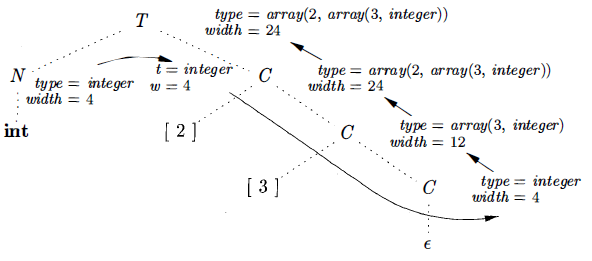 T
type = array(2, array(3, integer))
width = 24
N
type = integer
width = 4
t = integer
w = 4
C
type = array(2, array(3, integer))
width = 24
int
[ 2 ]
C
type = array(3, integer)
width = 12
[ 3 ]
C
type = integer
width = 4
ϵ